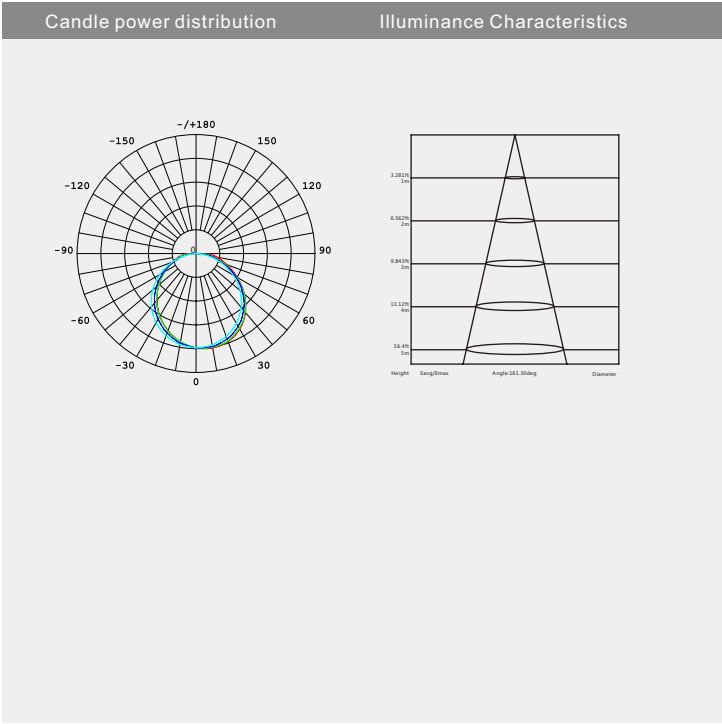 Candle power distribution
Illuminance Characteristics
-/+180
-150
150
-120
120
-90
0
90
-60
60
-30
30
0
3.281ft
1m
6.562ft
2m
9.843ft
3m
13.12ft
4m
16.4ft
5m
Height
Eavg/Emax
Angle:161.30deg
Diameter